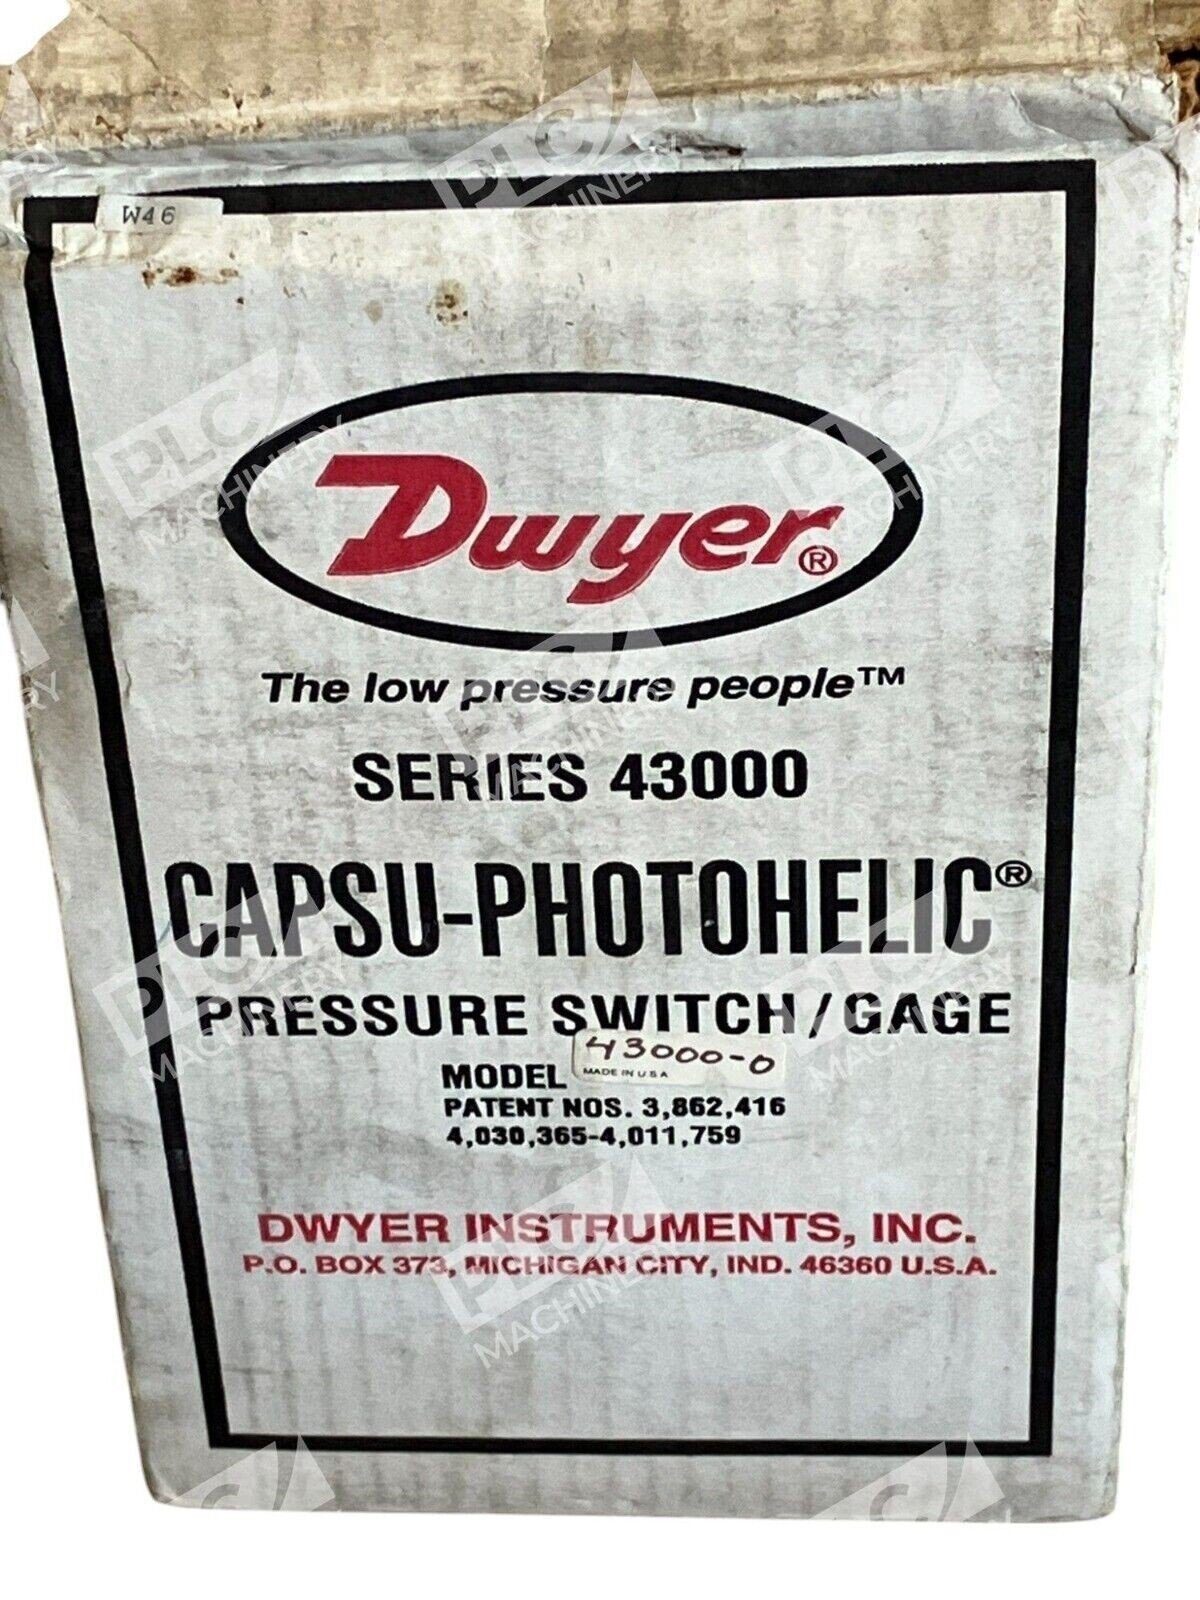 W46
Dwyer®
The low pressure people™
SERIES 43000
CAPSU-PHOTOHELIC®
PRESSURE SWITCH/GAGE
43000-0
MODEL MADE IN U S A
PATENT NOS. 3,862,416
4,030,365-4,011,759
DWYER INSTRUMENTS, INC.
P.O. BOX 373, MICHIGAN CITY, IND. 46360 U.S.A.
DLC
MACHINERY